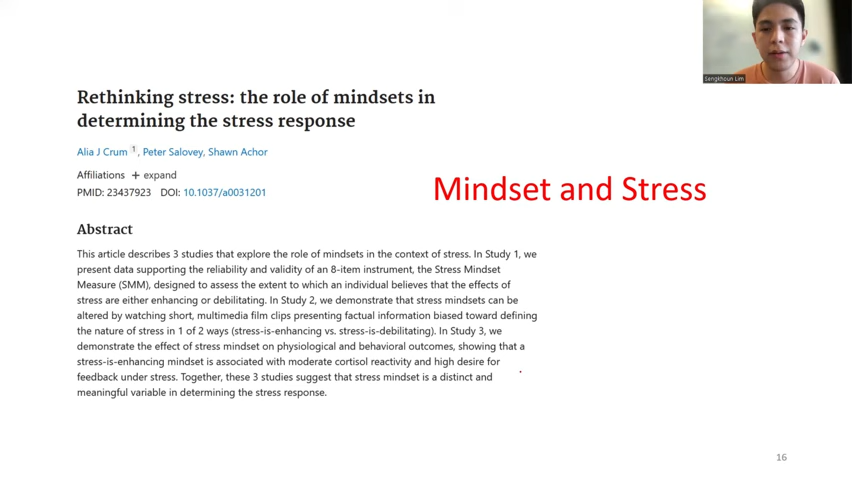 Sengkhoun Lim
Rethinking stress: the role of mindsets in
determining the stress response
Alia J Crum 1, Peter Salovey, Shawn Achor
Affiliations + expand
PMID: 23437923 DOI: 10.1037/a0031201
Mindset and Stress
Abstract
This article describes 3 studies that explore the role of mindsets in the context of stress. In Study 1, we
present data supporting the reliability and validity of an 8-item instrument, the Stress Mindset
Measure (SMM), designed to assess the extent to which an individual believes that the effects of
stress are either enhancing or debilitating. In Study 2, we demonstrate that stress mindsets can be
altered by watching short, multimedia film clips presenting factual information biased toward defining
the nature of stress in 1 of 2 ways (stress-is-enhancing vs. stress-is-debilitating). In Study 3, we
demonstrate the effect of stress mindset on physiological and behavioral outcomes, showing that a
stress-is-enhancing mindset is associated with moderate cortisol reactivity and high desire for
feedback under stress. Together, these 3 studies suggest that stress mindset is a distinct and
meaningful variable in determining the stress response.
16